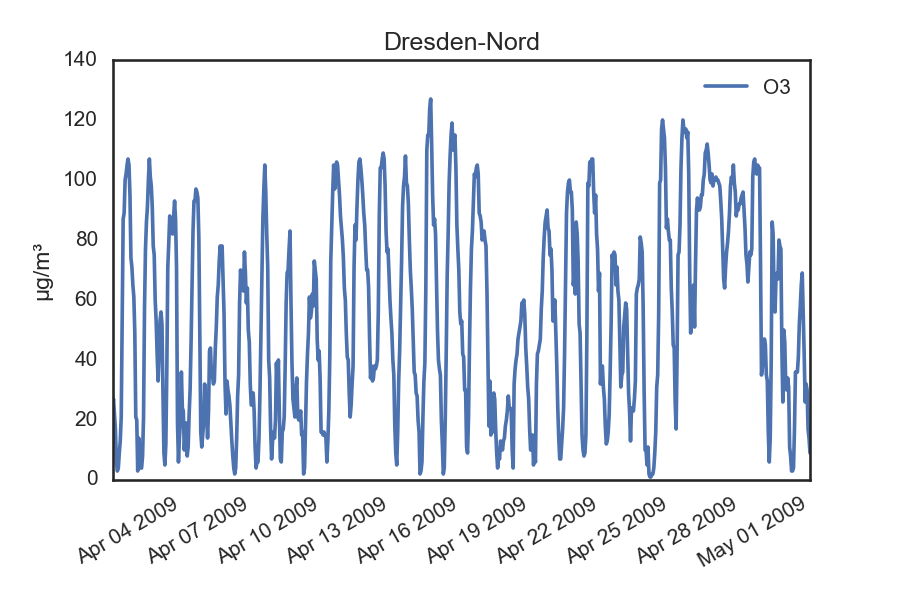 Dresden-Nord
140
120
100
80
60
40
20
0
µg/m³
O3
Apr 04 2009
Apr 07 2009
Apr 10 2009
Apr 13 2009
Apr 16 2009
Apr 19 2009
Apr 22 2009
Apr 25 2009
Apr 28 2009
May 01 2009